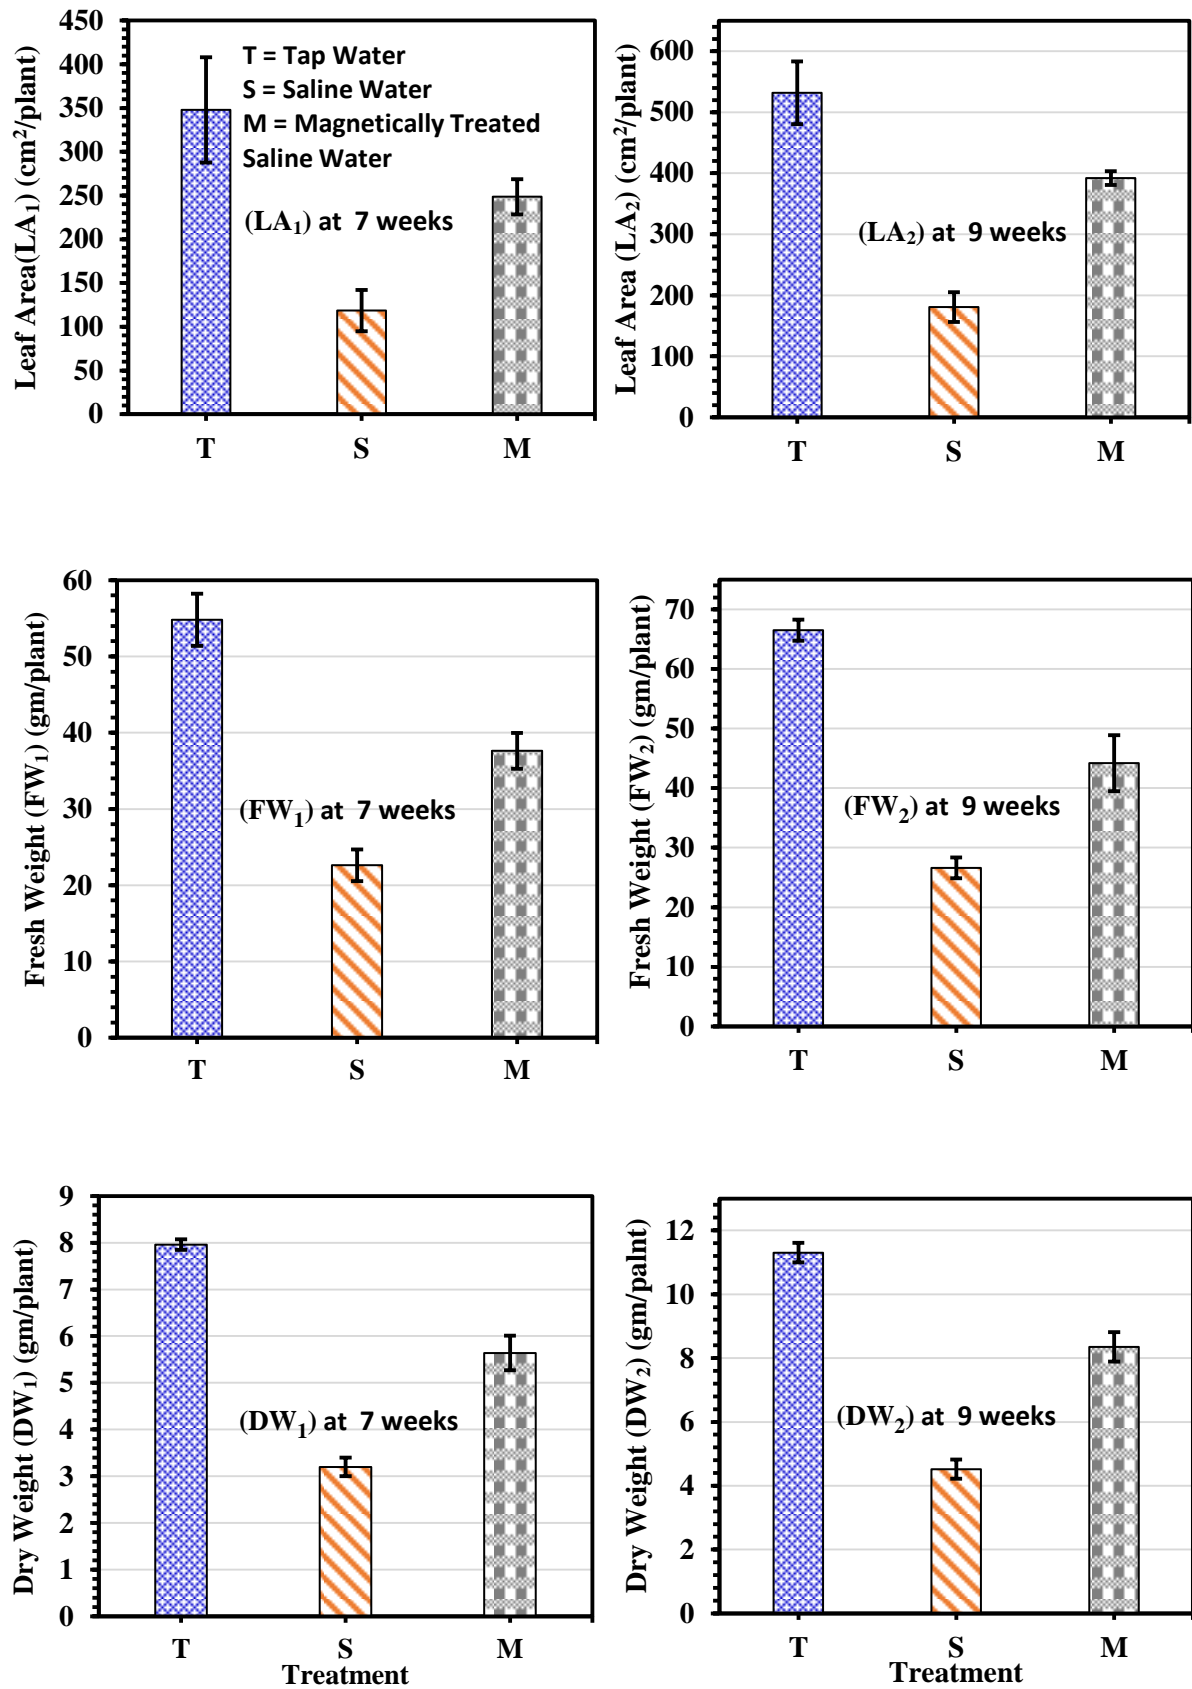 Leaf Area(LA₁) (cm²/plant)
450
400
350
300
250
200
150
100
50
0
T = Tap Water
S = Saline Water
M = Magnetically Treated
Saline Water
(LA₁) at 7 weeks
T S M
Leaf Area (LA₂) (cm²/plant)
600
400
600
400
200
100
0
(LA₂) at 9 weeks
T S M
Fresh Weight (FW₁) (gm/plant)
60
50
40
30
20
10
0
(FW₁) at 7 weeks
T S M
Fresh Weight (FW₂) (gm/plant)
70
60
50
40
30
20
10
0
(FW₂) at 9 weeks
T S M
Dry Weight (DW₁) (gm/plant)
9
8
7
6
5
4
3
2
1
0
(DW₁) at 7 weeks
T S M
Treatment
Dry Weight (DW₂) (gm/palnt)
12
10
8
6
4
2
0
(DW₂) at 9 weeks
T S M
Treatment